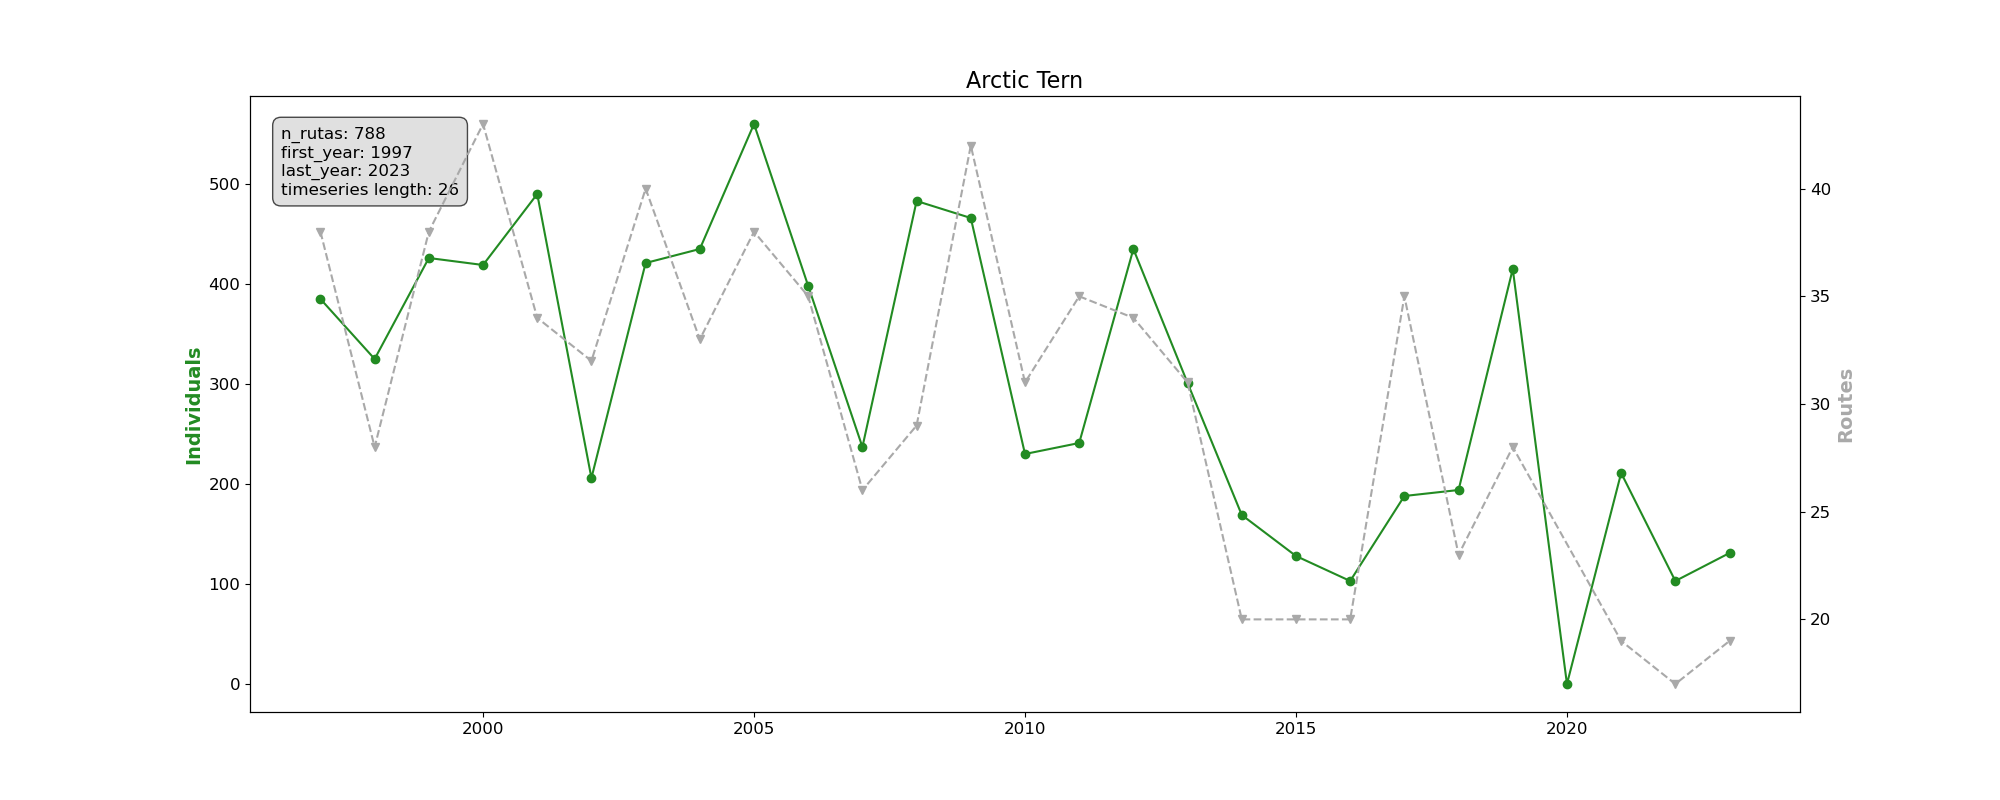 Arctic Tern
n_rutas: 788
first_year: 1997
last_year: 2023
timeseries length: 26
Individuals
500
400
300
200
100
0
40
35
30
25
20
Routes
2000
2005
2010
2015
2020